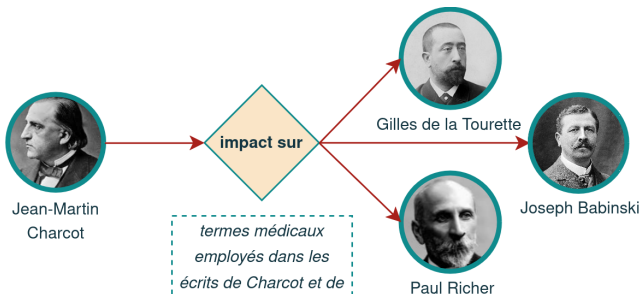 Gilles de la Tourette
impact sur
Jean-Martin
Charcot
Joseph Babinski
termes médicaux
employés dans les
écrits de Charcot et de
Paul Richer